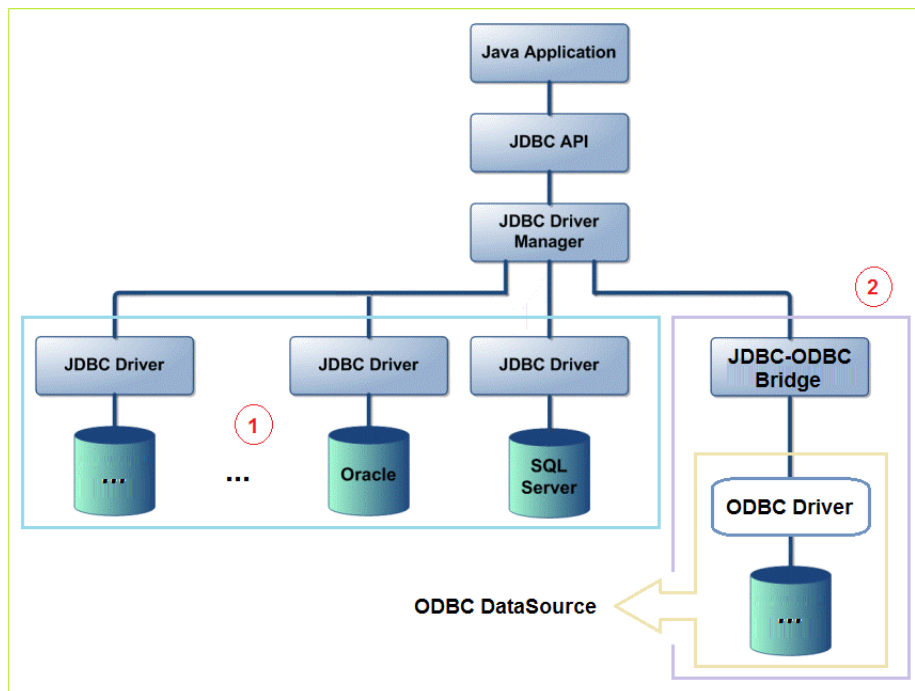 Java Application
JDBC API
JDBC Driver
Manager
2
JDBC Driver
JDBC Driver
JDBC Driver
JDBC-ODBC
Bridge
1
...
...
Oracle
SQL
Server
ODBC Driver
ODBC DataSource
...